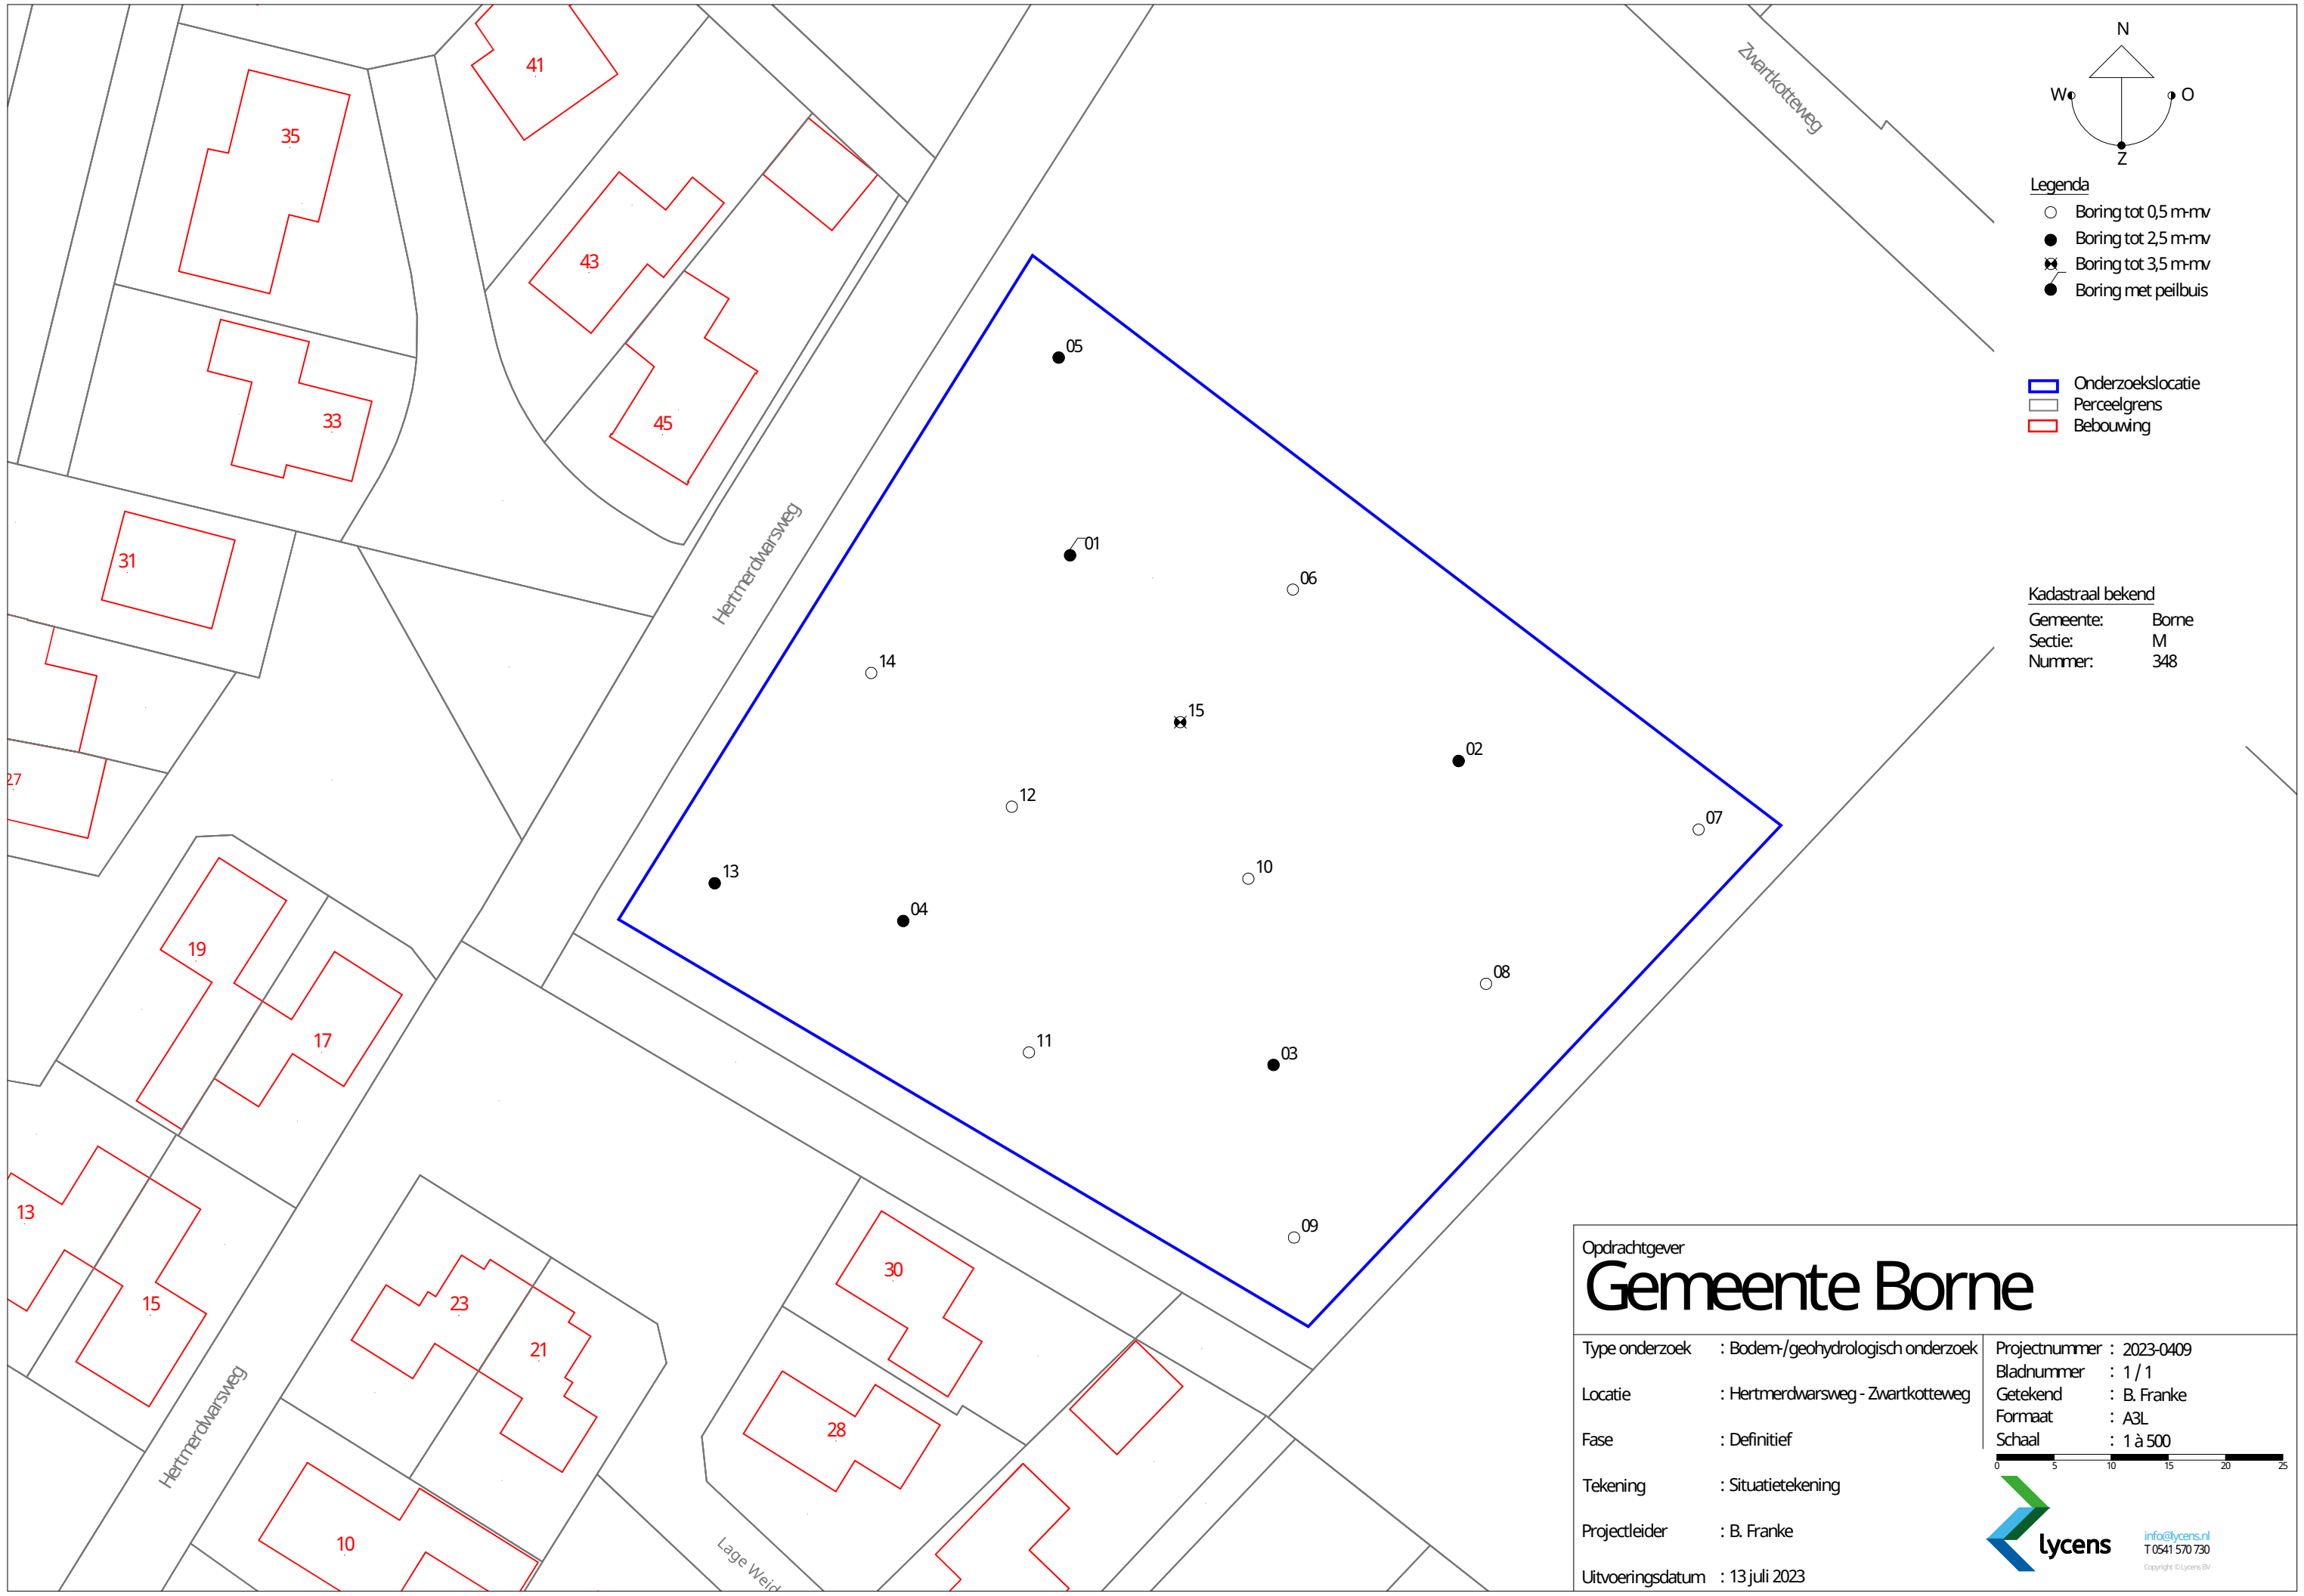 41
35
43
33
45
31
27
19
17
13
15
23
21
10
30
28
Hertmerdwarsweg
Hertmerdwarsweg
Zwartkotteweg
05
01
06
14
15
02
12
07
13
10
04
08
11
03
09
N
W O
Z
Legenda
Boring tot 0,5 m-mv
Boring tot 2,5 m-mv
Boring tot 3,5 m-mv
Boring met peilbuis
Onderzoekslocatie
Perceelgrens
Bebouwing
Kadastraal bekend
Gemeente: Borne
Sectie: M
Nummer: 348
Opdrachtgever
Gemeente Borne
Type onderzoek : Bodem-/geohydrologisch onderzoek
Locatie : Hertmerdwarsweg - Zwartkotteweg
Fase : Definitief
Tekening : Situatietekening
Projectleider : B. Franke
Uitvoeringsdatum : 13 juli 2023
Projectnummer : 2023-0409
Bladnummer : 1 / 1
Getekend : B. Franke
Formaat : A3L
Schaal : 1 à 500
0 5 10 15 20 25
lycens
info@lycens.nl
T 0541 570 730
Copyright © Lycens BV
Lage Weid